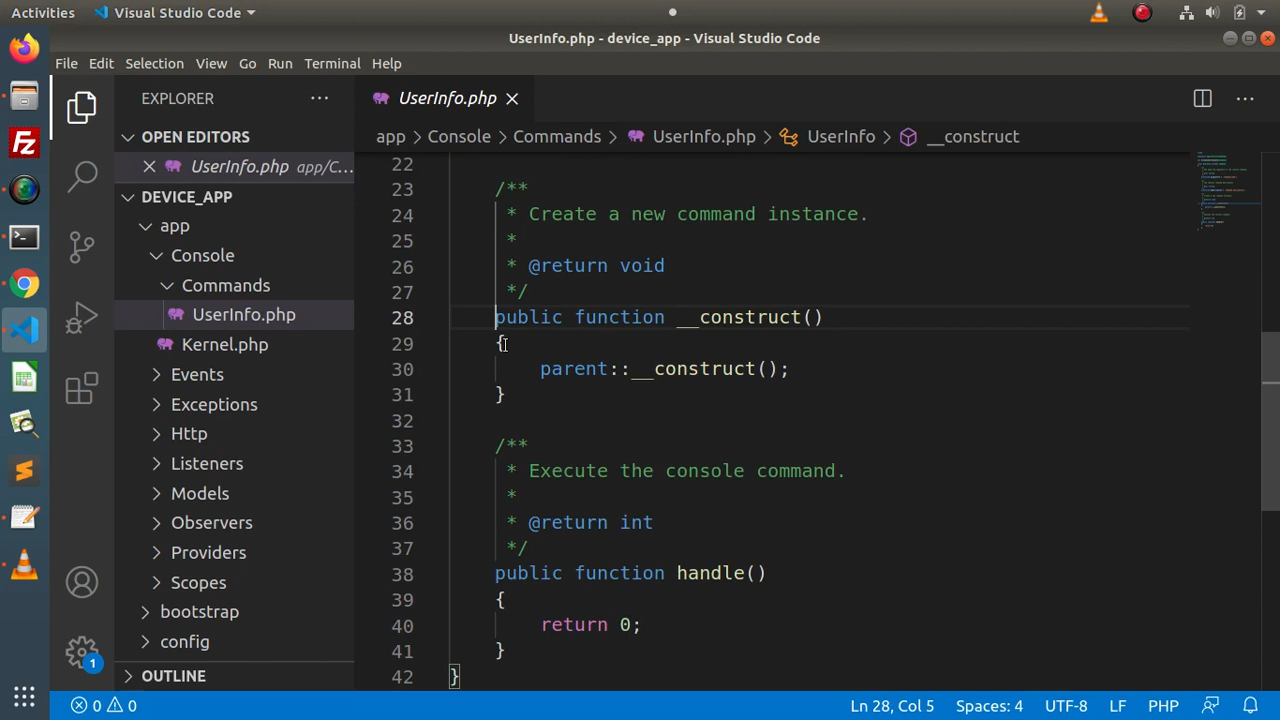 Activities Visual Studio Code
UserInfo.php - device_app - Visual Studio Code
File Edit Selection View Go Run Terminal Help
EXPLORER
UserInfo.php
OPEN EDITORS
app Console Commands UserInfo.php UserInfo __construct
UserInfo.php app/C...
DEVICE_APP
app
Console
Commands
UserInfo.php
Kernel.php
Events
Exceptions
Http
Listeners
Models
Observers
Providers
Scopes
bootstrap
config
OUTLINE
22
23 /**
24 * Create a new command instance.
25 *
26 * @return void
27 */
28 public function __construct()
29 {
30 parent::__construct();
31 }
32
33 /**
34 * Execute the console command.
35 *
36 * @return int
37 */
38 public function handle()
39 {
40 return 0;
41 }
42 }
Fz
1
0 0 Ln 28, Col 5 Spaces: 4 UTF-8 LF PHP